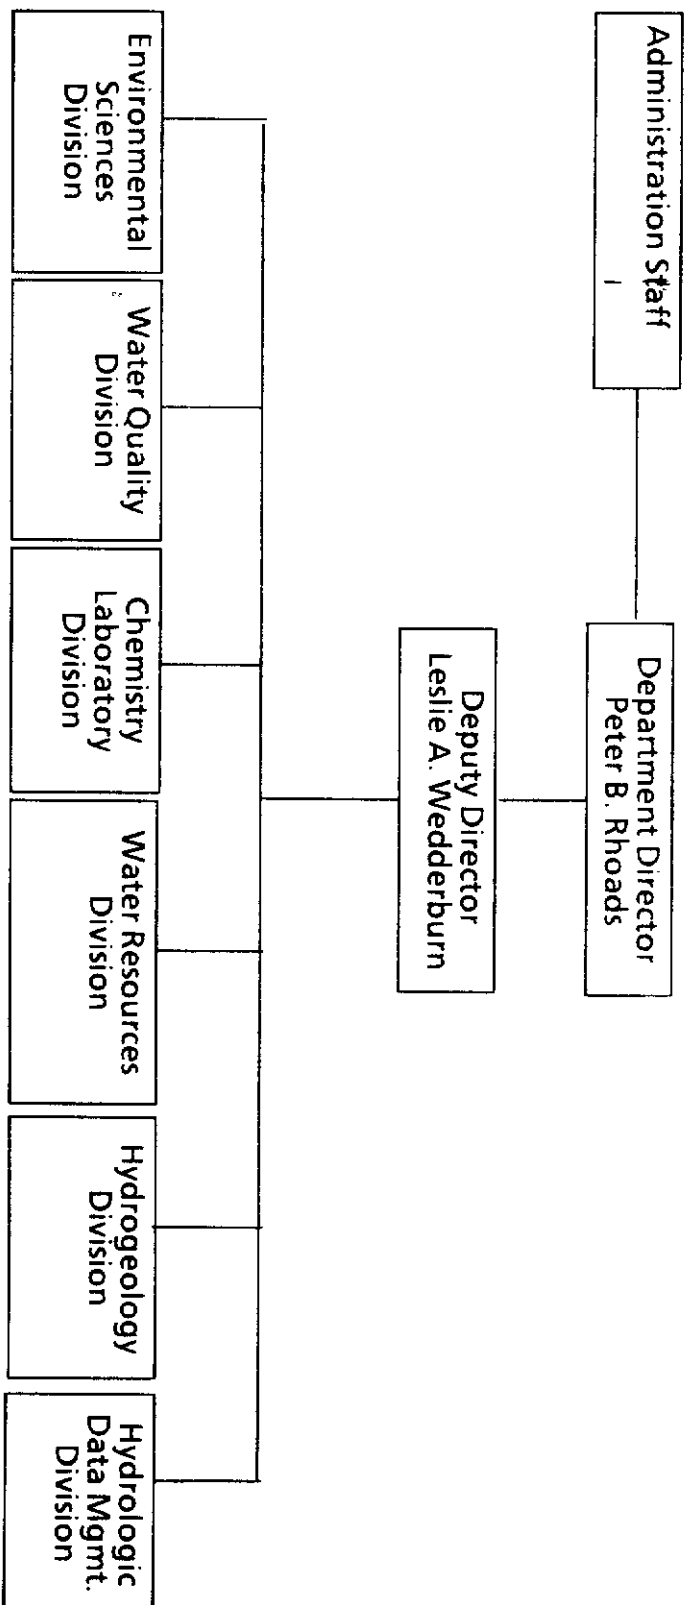 Department Director
Peter B. Rhoads
Administration Staff
Deputy Director
Leslie A. Wedderburn
Environmental
Sciences
Division
Water Quality
Division
Chemistry
Laboratory
Division
Water Resources
Division
Hydrogeology
Division
Hydrologic
Data Mgmt.
Division